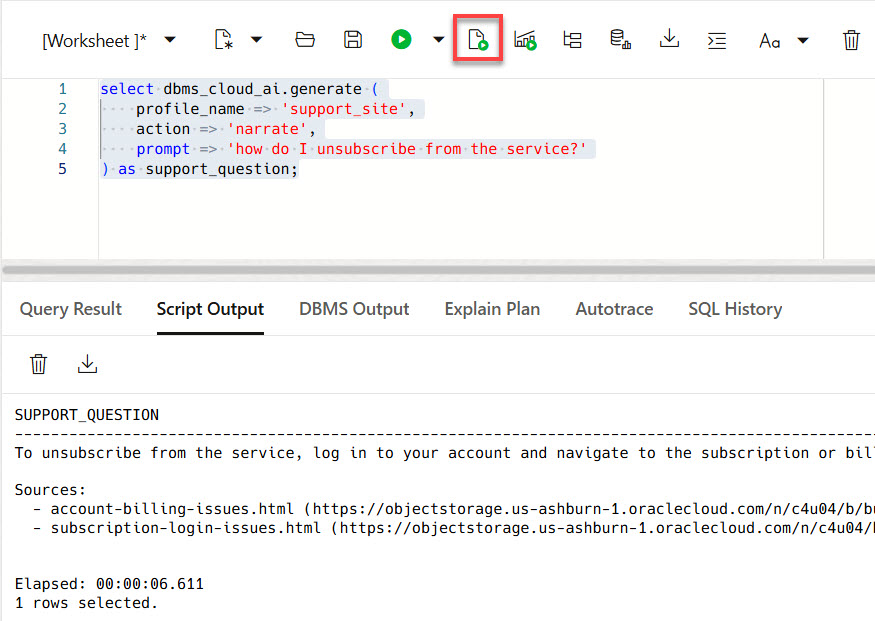 [Worksheet ]*
Aa
1 select dbms_cloud_ai.generate (
2 ····profile_name => 'support_site',
3 ····action => 'narrate',
4 ····prompt => 'how do I unsubscribe from the service?'
5 ) as support_question;
Query Result Script Output DBMS Output Explain Plan Autotrace SQL History
SUPPORT_QUESTION
--------------------------------------------------------------------------------
To unsubscribe from the service, log in to your account and navigate to the subscription or bil
Sources:
- account-billing-issues.html (https://objectstorage.us-ashburn-1.oraclecloud.com/n/c4u04/b/bu
- subscription-login-issues.html (https://objectstorage.us-ashburn-1.oraclecloud.com/n/c4u04/
Elapsed: 00:00:06.611
1 rows selected.